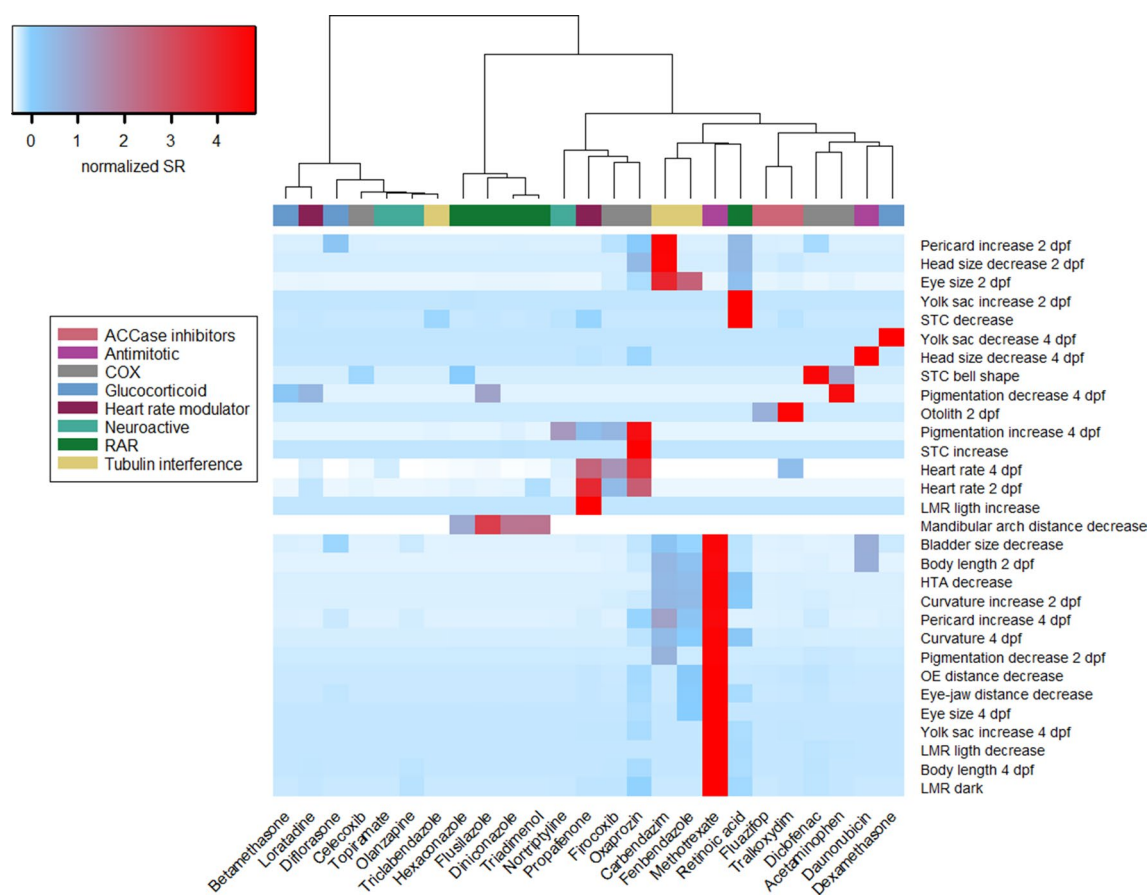 0 1 2 3 4
normalized SR
ACCase inhibitors
Antimitotic
COX
Glucocorticoid
Heart rate modulator
Neuroactive
RAR
Tubulin interference
Pericard increase 2 dpf
Head size decrease 2 dpf
Eye size 2 dpf
Yolk sac increase 2 dpf
STC decrease
Yolk sac decrease 4 dpf
Head size decrease 4 dpf
STC bell shape
Pigmentation decrease 4 dpf
Otolith 2 dpf
Pigmentation increase 4 dpf
STC increase
Heart rate 4 dpf
Heart rate 2 dpf
LMR ligth increase
Mandibular arch distance decrease
Bladder size decrease
Body length 2 dpf
HTA decrease
Curvature increase 2 dpf
Pericard increase 4 dpf
Curvature 4 dpf
Pigmentation decrease 2 dpf
OE distance decrease
Eye-jaw distance decrease
Eye size 4 dpf
Yolk sac increase 4 dpf
LMR ligth decrease
Body length 4 dpf
LMR dark
Betamethasone
Loratadine
Diflorasone
Celecoxib
Topiramate
Olanzapine
Triclabendazole
Hexaconazole
Flusilazole
Diniconazole
Triadimenol
Nortriptyline
Propafenone
Firocoxib
Oxaprozin
Carbendazim
Fenbendazole
Methotrexate
Retinoic acid
Fluazifop
Tralkoxydim
Diclofenac
Acetaminophen
Daunorubicin
Dexamethasone